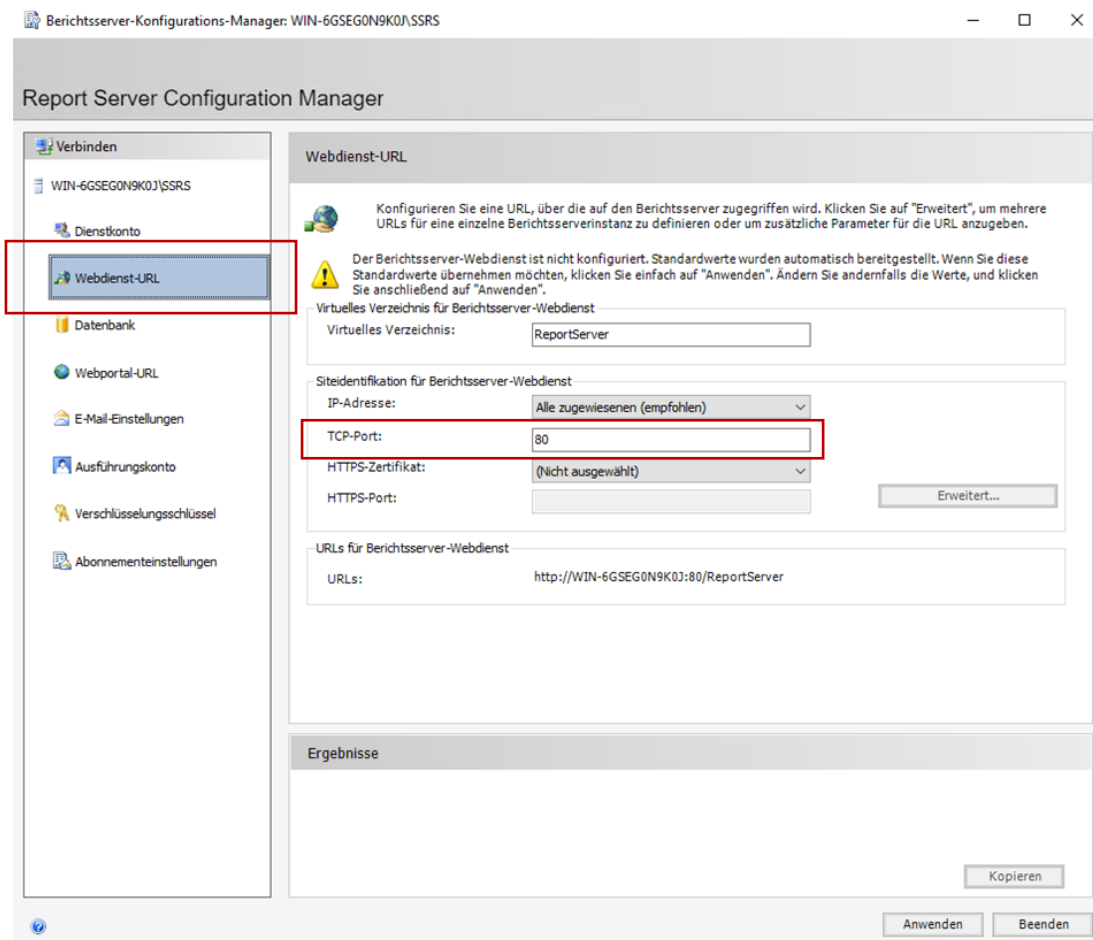 Berichtsserver-Konfigurations-Manager: WIN-6GSEG0N9K0J\SSRS
Report Server Configuration Manager
Verbinden
WIN-6GSEG0N9K0J\SSRS
Dienstkonto
Webdienst-URL
Datenbank
Webportal-URL
E-Mail-Einstellungen
Ausführungskonto
Verschlüsselungsschlüssel
Abonnementeinstellungen
Webdienst-URL
Konfigurieren Sie eine URL, über die auf den Berichtsserver zugegriffen wird. Klicken Sie auf "Erweitert", um mehrere
URLs für eine einzelne Berichtsserverinstanz zu definieren oder um zusätzliche Parameter für die URL anzugeben.
Der Berichtsserver-Webdienst ist nicht konfiguriert. Standardwerte wurden automatisch bereitgestellt. Wenn Sie diese
Standardwerte übernehmen möchten, klicken Sie einfach auf "Anwenden". Ändern Sie andernfalls die Werte, und klicken
Sie anschließend auf "Anwenden".
Virtuelles Verzeichnis für Berichtsserver-Webdienst
Virtuelles Verzeichnis: ReportServer
Siteidentifikation für Berichtsserver-Webdienst
IP-Adresse: Alle zugewiesenen (empfohlen)
TCP-Port: 80
HTTPS-Zertifikat: (Nicht ausgewählt)
HTTPS-Port: Erweitert...
URLs für Berichtsserver-Webdienst
URLs: http://WIN-6GSEG0N9K0J:80/ReportServer
Ergebnisse
Kopieren
Anwenden Beenden